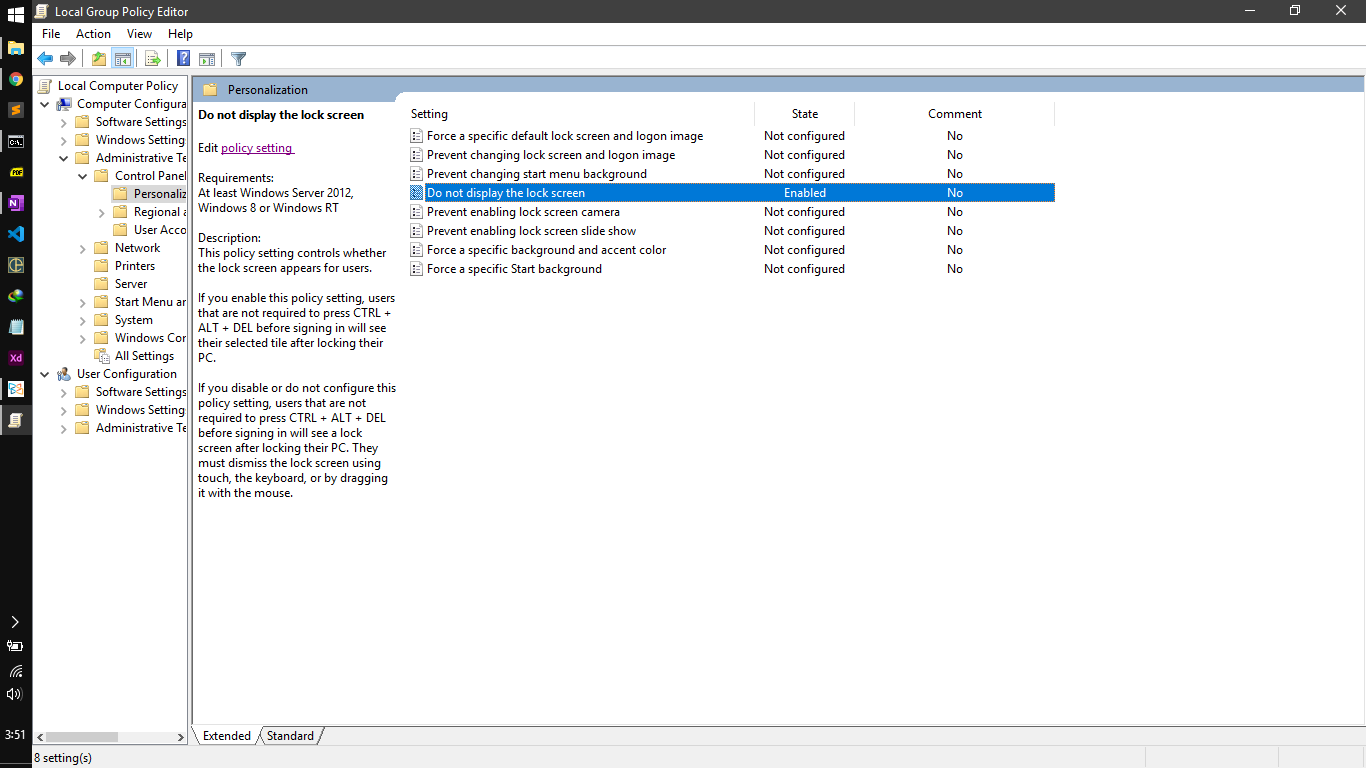 Local Group Policy Editor
File Action View Help
Local Computer Policy
Computer Configura
Software Settings
Windows Setting
Administrative Te
Control Panel
Personaliz
Regional a
User Acco
Network
Printers
Server
Start Menu an
System
Windows Cor
All Settings
User Configuration
Software Settings
Windows Setting
Administrative Te
Personalization
Do not display the lock screen
Edit policy setting
Requirements:
At least Windows Server 2012,
Windows 8 or Windows RT
Description:
This policy setting controls whether
the lock screen appears for users.
If you enable this policy setting, users
that are not required to press CTRL +
ALT + DEL before signing in will see
their selected tile after locking their
PC.
If you disable or do not configure this
policy setting, users that are not
required to press CTRL + ALT + DEL
before signing in will see a lock
screen after locking their PC. They
must dismiss the lock screen using
touch, the keyboard, or by dragging
it with the mouse.
Setting State Comment
Force a specific default lock screen and logon image Not configured No
Prevent changing lock screen and logon image Not configured No
Prevent changing start menu background Not configured No
Do not display the lock screen Enabled No
Prevent enabling lock screen camera Not configured No
Prevent enabling lock screen slide show Not configured No
Force a specific background and accent color Not configured No
Force a specific Start background Not configured No
Extended Standard
8 setting(s)
Xd
3:51